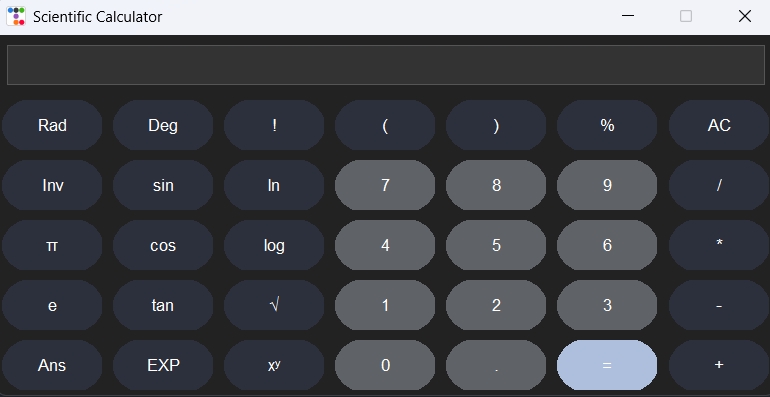 Scientific Calculator
Rad Deg ! ( ) % AC
Inv sin ln 7 8 9 /
π cos log 4 5 6 *
e tan √ 1 2 3 -
Ans EXP xʸ 0 . = +